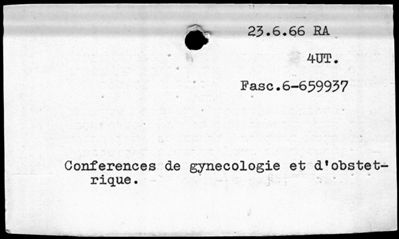 23.6.66 RA
4UT.
Fasc.6-659937
Conferences de gynecologie et d'obstet-
rique.